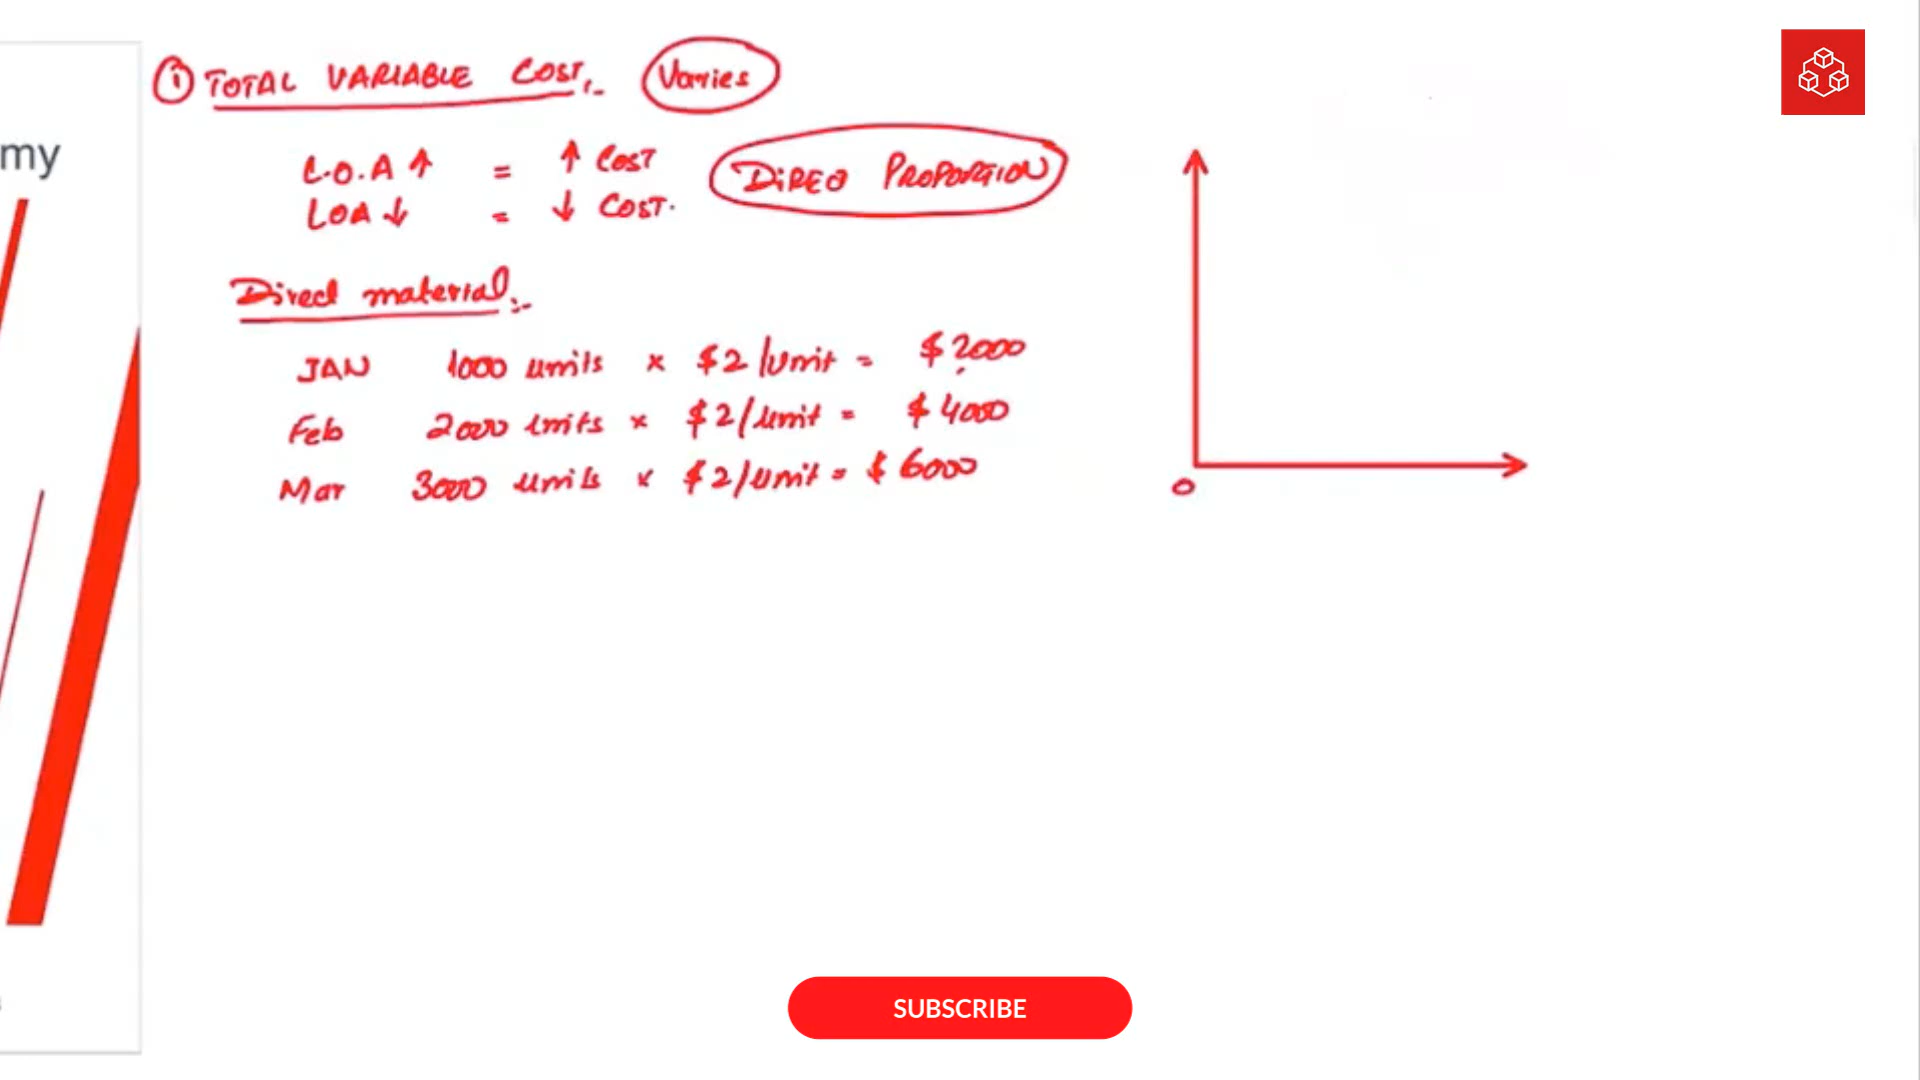 my
① TOTAL VARIABLE COST:- Varies
L.O.A ↑ = ↑ COST
LOA ↓ = ↓ COST.
DIRECT PROPORTION
Direct material:-
JAN 1000 units × $2/unit = $2000
Feb 2000 units × $2/unit = $4000
Mar 3000 units × $2/unit = $6000
0
SUBSCRIBE